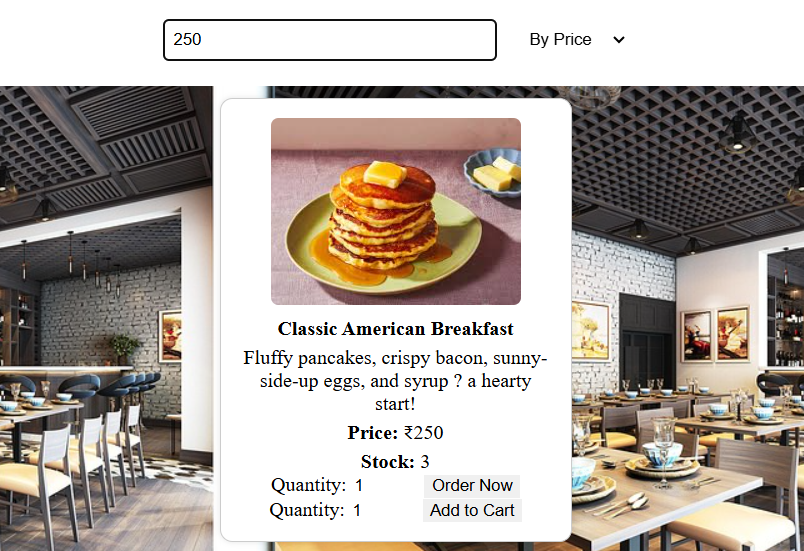 250
By Price
Classic American Breakfast
Fluffy pancakes, crispy bacon, sunny-
side-up eggs, and syrup ? a hearty
start!
Price: ₹250
Stock: 3
Quantity: 1 Order Now
Quantity: 1 Add to Cart